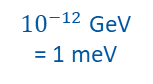 10⁻¹² GeV
= 1 meV